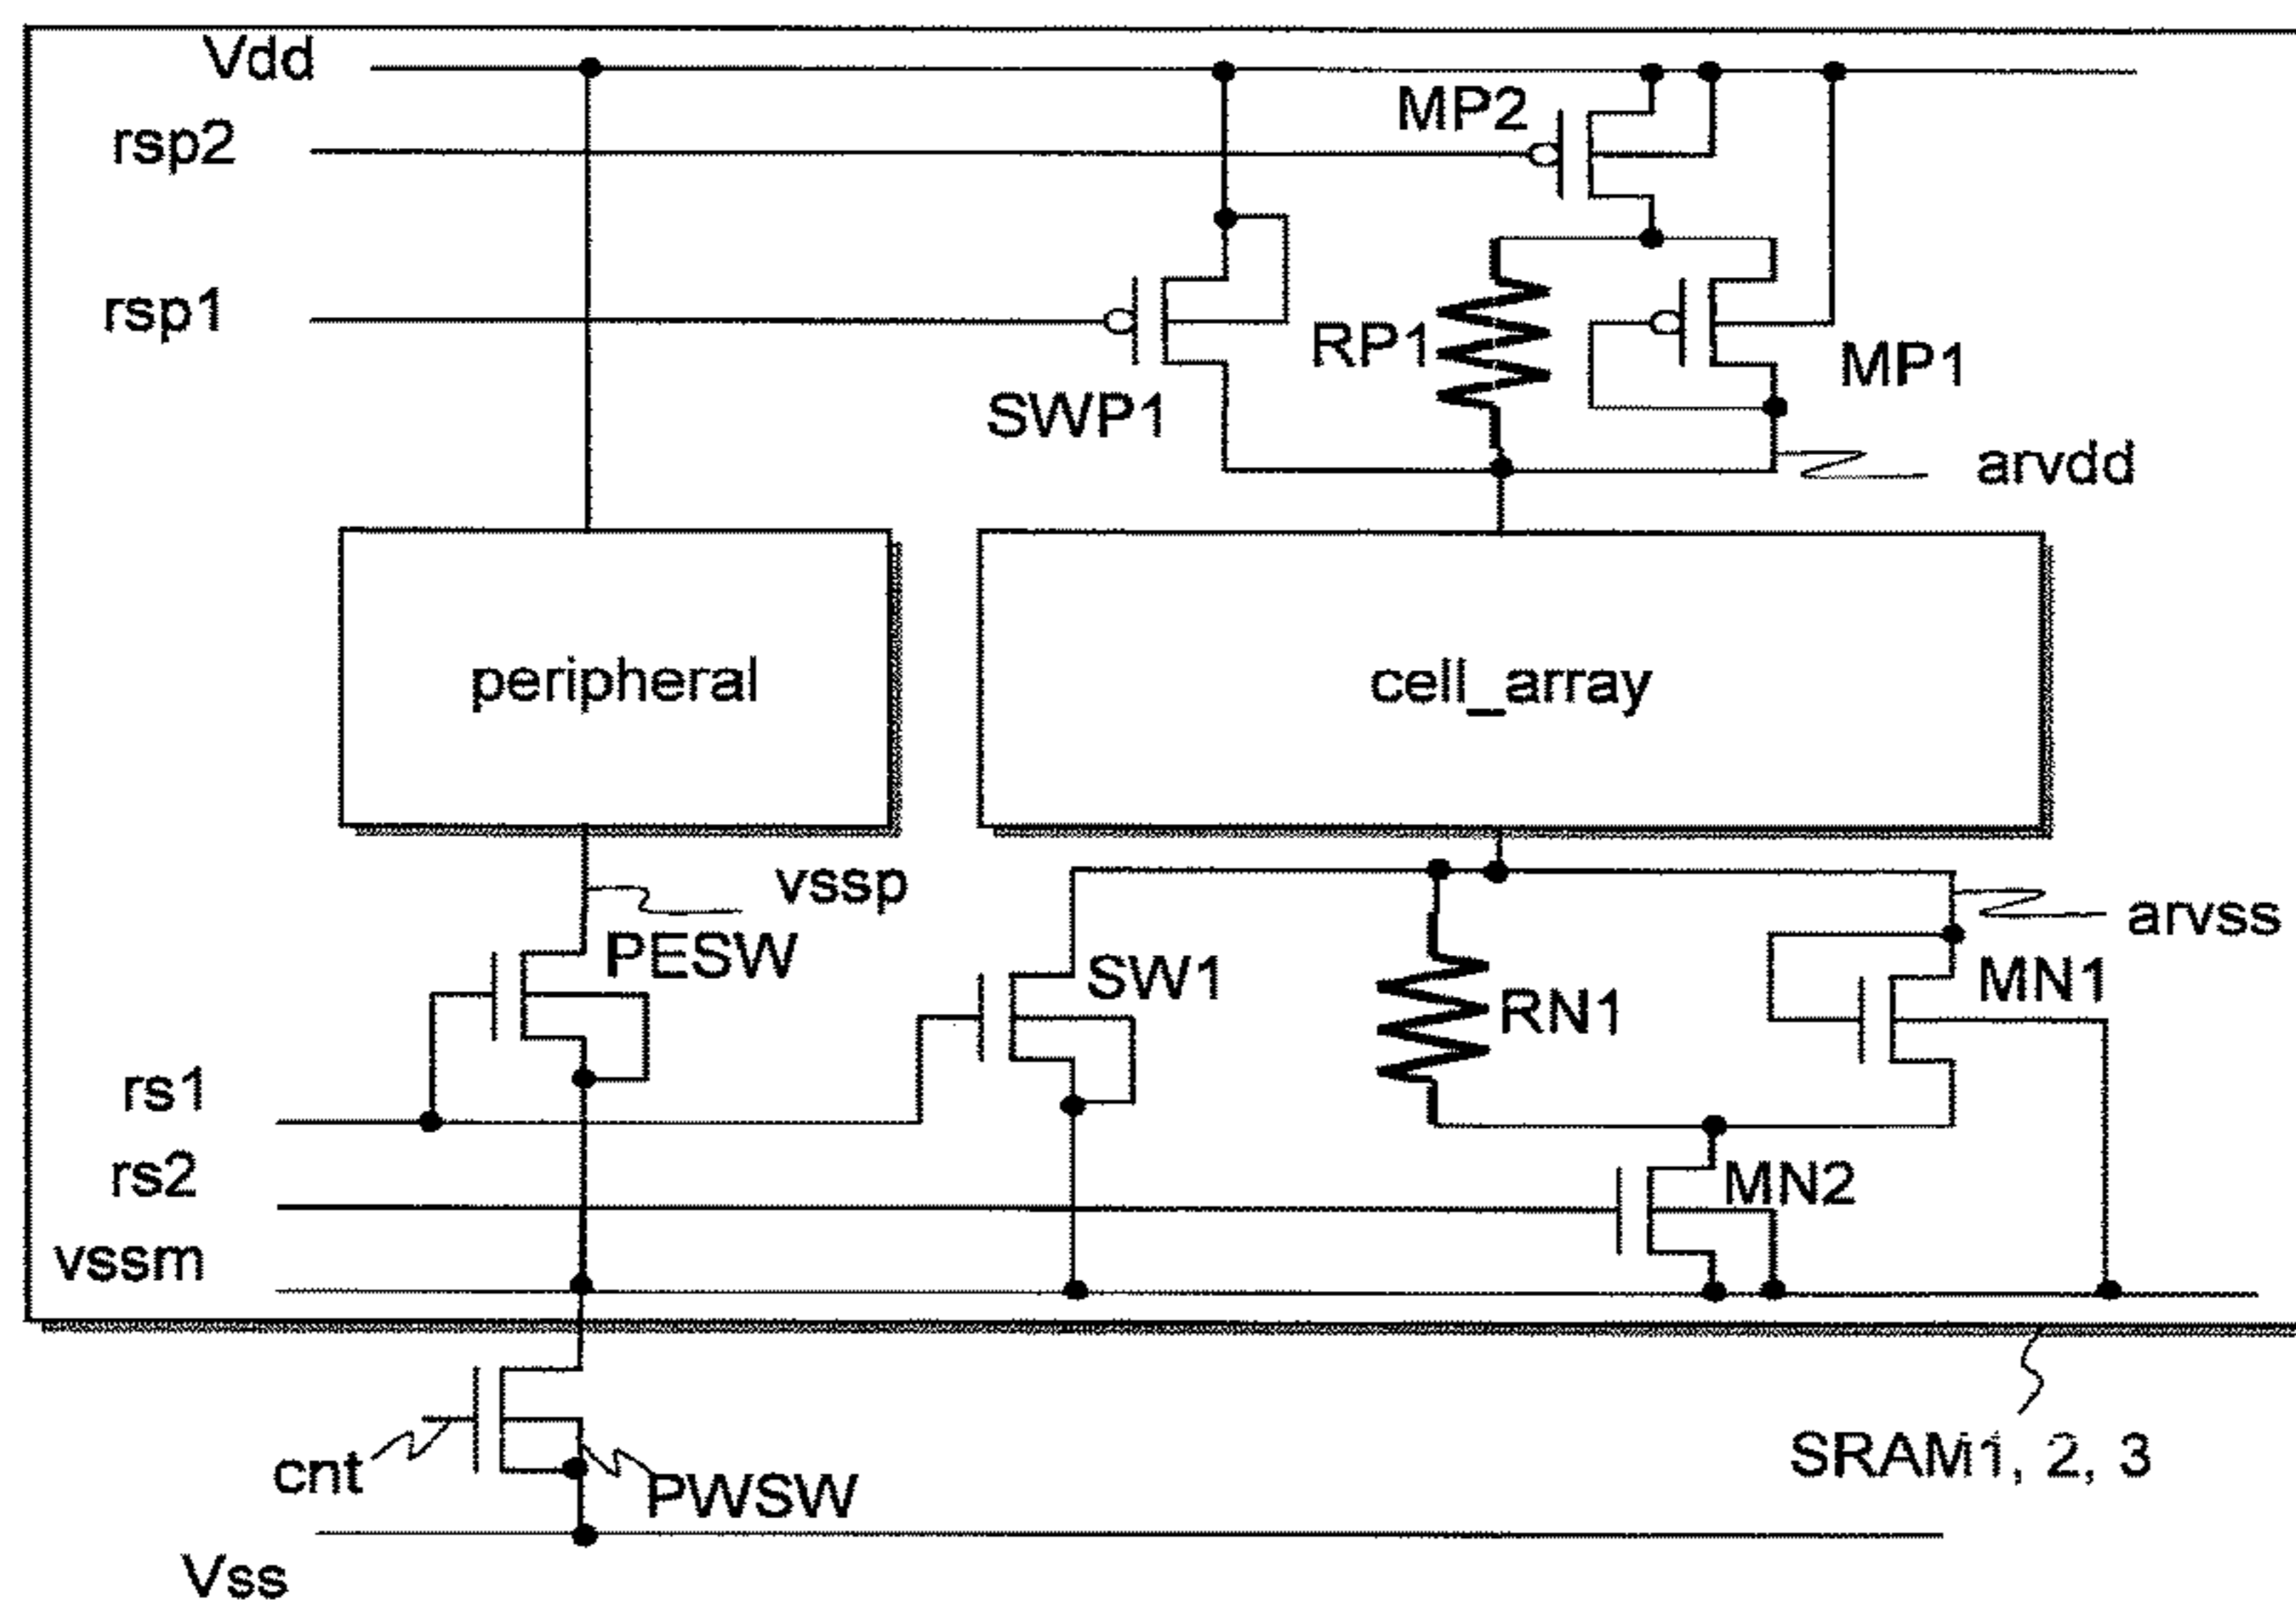 Vdd
rsp2
MP2
rsp1
RP1
MP1
SWP1
arvdd
peripheral
cell_array
vssp
arvss
PESW
SW1
RN1
MN1
rs1
rs2
MN2
vssm
cnt
PWSW
SRAM1, 2, 3
Vss